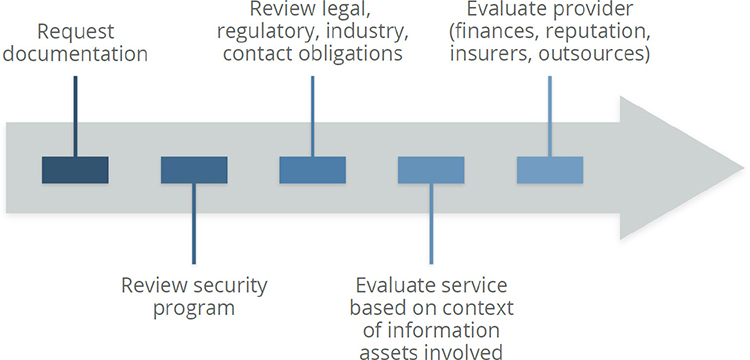 Request
documentation
Review legal,
regulatory, industry,
contact obligations
Evaluate provider
(finances, reputation,
insurers, outsources)
Review security
program
Evaluate service
based on context
of information
assets involved